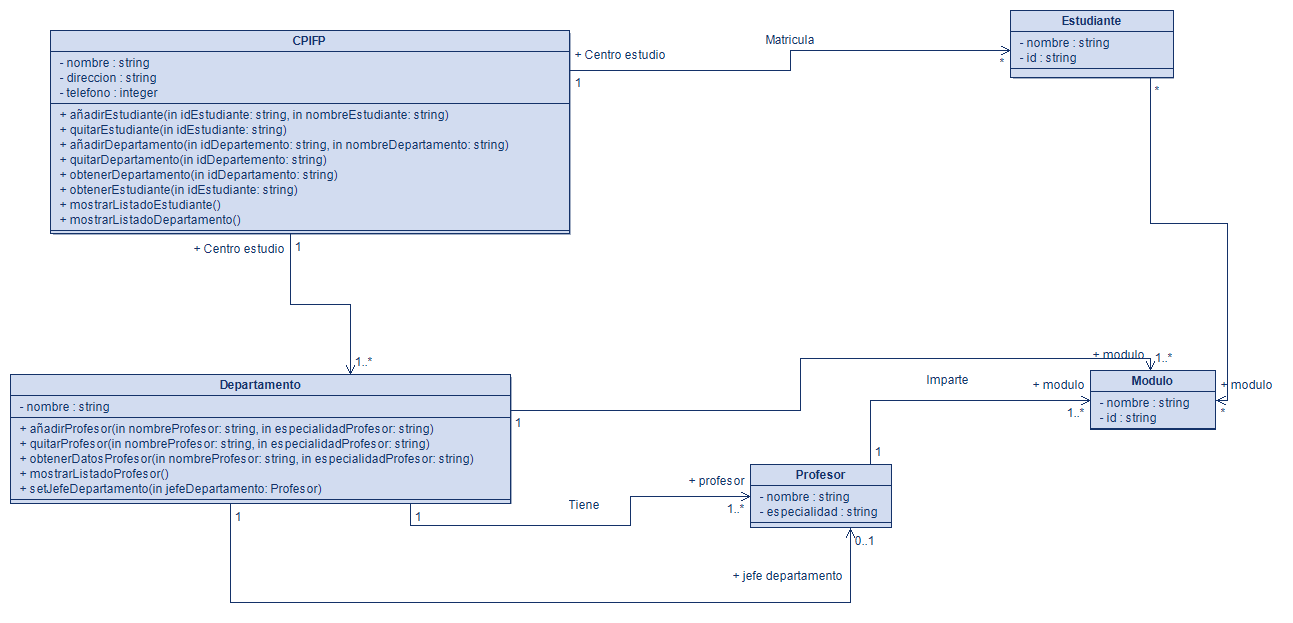 CPIFP
- nombre : string
- direccion : string
- telefono : integer
+ añadirEstudiante(in idEstudiante: string, in nombreEstudiante: string)
+ quitarEstudiante(in idEstudiante: string)
+ añadirDepartamento(in idDepartemento: string, in nombreDepartamento: string)
+ quitarDepartamento(in idDepartemento: string)
+ obtenerDepartamento(in idDepartamento: string)
+ obtenerEstudiante(in idEstudiante: string)
+ mostrarListadoEstudiante()
+ mostrarListadoDepartamento()
+ Centro estudio
1
Matricula
*
Estudiante
- nombre : string
- id : string
*
+ Centro estudio
1
1..*
Departamento
- nombre : string
+ añadirProfesor(in nombreProfesor: string, in especialidadProfesor: string)
+ quitarProfesor(in nombreProfesor: string, in especialidadProfesor: string)
+ obtenerDatosProfesor(in nombreProfesor: string, in especialidadProfesor: string)
+ mostrarListadoProfesor()
+ setJefeDepartamento(in jefeDepartamento: Profesor)
1
+ modulo
1..*
Imparte
+ modulo
1..*
Modulo
- nombre : string
- id : string
+ modulo
*
1
Profesor
- nombre : string
- especialidad : string
+ profesor
1..*
Tiene
1
1
0..1
+ jefe departamento